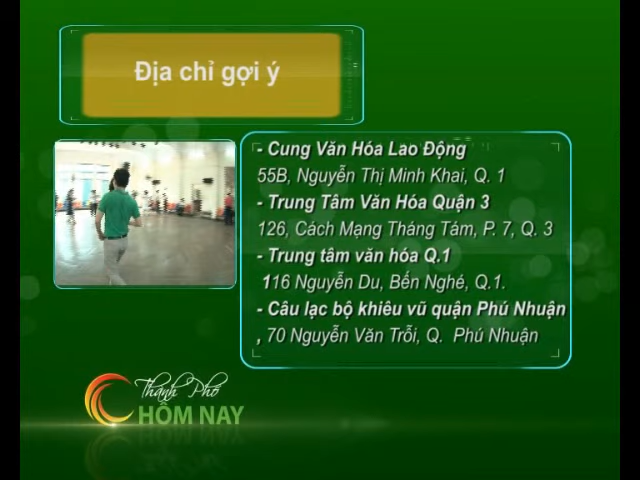 Địa chỉ gợi ý
- Cung Văn Hóa Lao Động
55B, Nguyễn Thị Minh Khai, Q. 1
- Trung Tâm Văn Hóa Quận 3
126, Cách Mạng Tháng Tám, P. 7, Q. 3
- Trung tâm văn hóa Q.1
116 Nguyễn Du, Bến Nghé, Q.1.
- Câu lạc bộ khiêu vũ quận Phú Nhuận
, 70 Nguyễn Văn Trỗi, Q. Phú Nhuận
Thành Phố
HÔM NAY